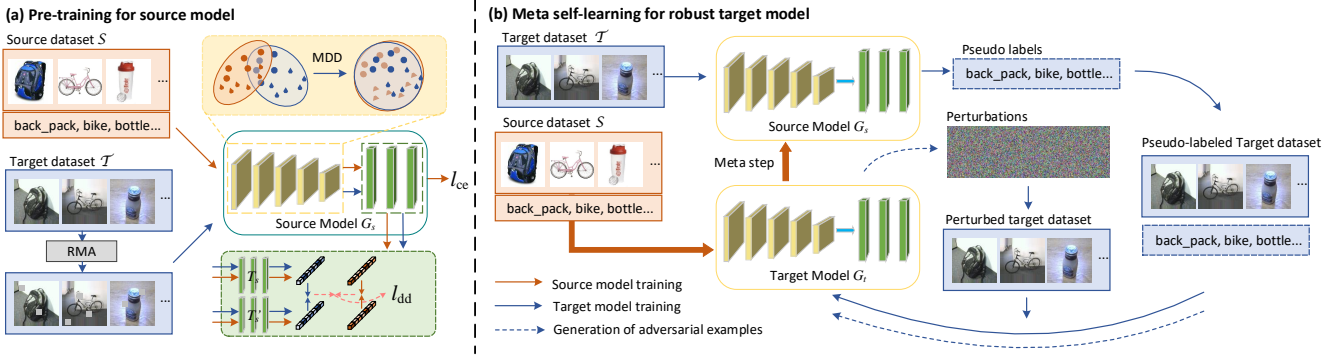 (a) Pre-training for source model
Source dataset S
...
back_pack, bike, bottle...
Target dataset T
...
RMA
...
MDD
Source Model Gs
lce
Ts
Ts'
ldd
(b) Meta self-learning for robust target model
Target dataset T
...
Source dataset S
...
back_pack, bike, bottle...
Source model training
Target model training
Generation of adversarial examples
Source Model Gs
Meta step
Target Model Gt
Pseudo labels
back_pack, bike, bottle...
Perturbations
Perturbed target dataset
...
Pseudo-labeled Target dataset
...
back_pack, bike, bottle...